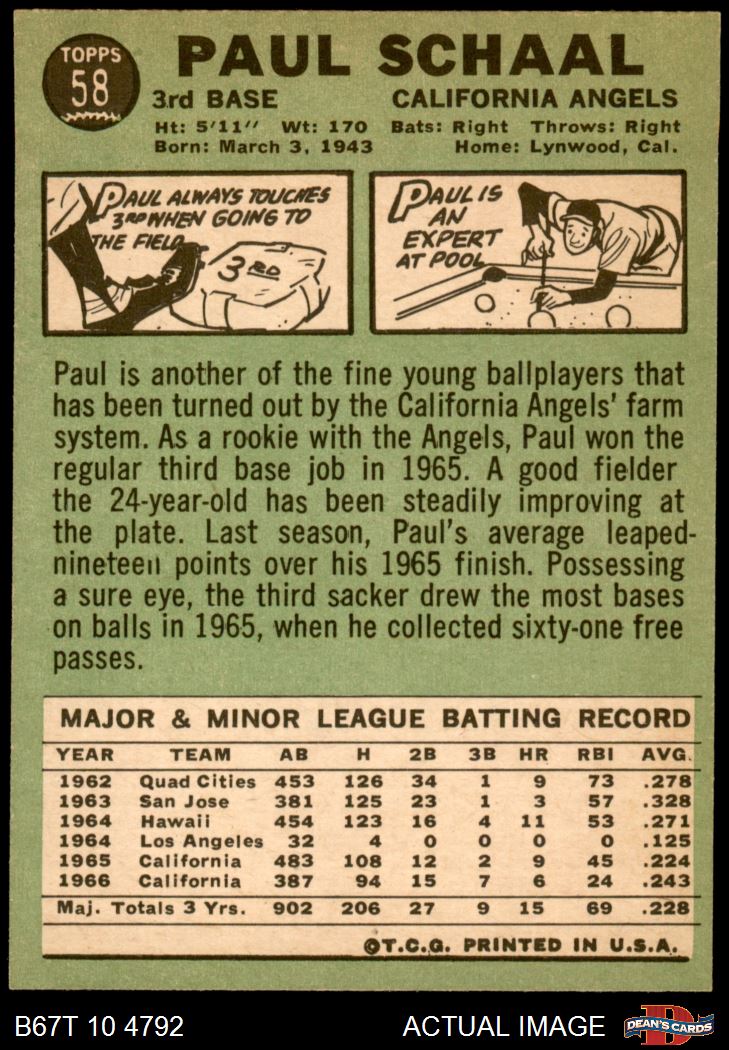 TOPPS
58
PAUL SCHAAL
3rd BASE CALIFORNIA ANGELS
Ht: 5'11" Wt: 170 Bats: Right Throws: Right
Born: March 3, 1943 Home: Lynwood, Cal.
PAUL ALWAYS TOUCHES
3RD WHEN GOING TO
THE FIELD
3RD
PAUL IS
AN
EXPERT
AT POOL
Paul is another of the fine young ballplayers that
has been turned out by the California Angels' farm
system. As a rookie with the Angels, Paul won the
regular third base job in 1965. A good fielder
the 24-year-old has been steadily improving at
the plate. Last season, Paul's average leaped-
nineteen points over his 1965 finish. Possessing
a sure eye, the third sacker drew the most bases
on balls in 1965, when he collected sixty-one free
passes.
MAJOR & MINOR LEAGUE BATTING RECORD
YEAR TEAM AB H 2B 3B HR RBI AVG.
1962 Quad Cities 453 126 34 1 9 73 .278
1963 San Jose 381 125 23 1 3 57 .328
1964 Hawaii 454 123 16 4 11 53 .271
1964 Los Angeles 32 4 0 0 0 0 .125
1965 California 483 108 12 2 9 45 .224
1966 California 387 94 15 7 6 24 .243
Maj. Totals 3 Yrs. 902 206 27 9 15 69 .228
©T.C.G. PRINTED IN U.S.A.
B67T 10 4792 ACTUAL IMAGE
D
DEAN'S CARDS